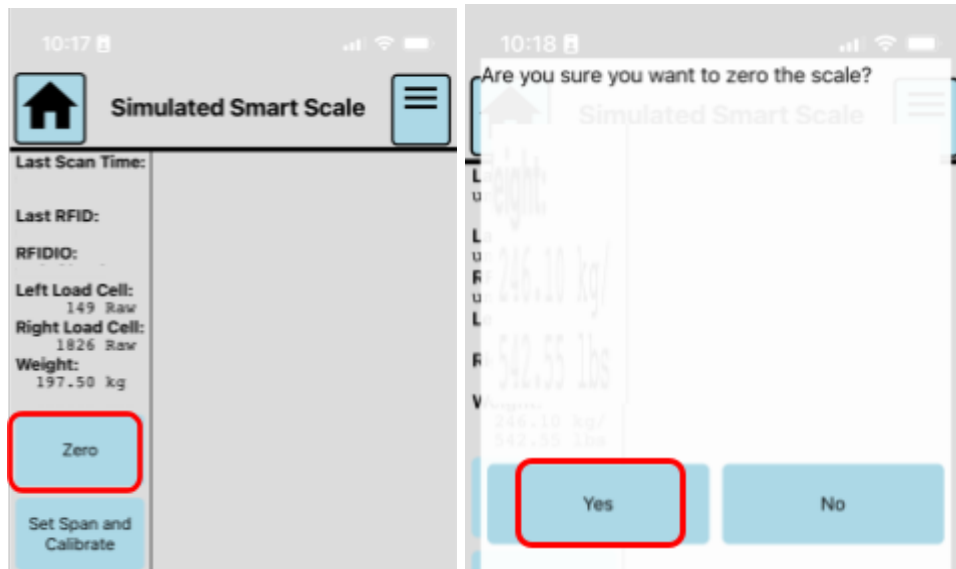 10:17
Simulated Smart Scale
Last Scan Time:
Last RFID:
RFIDIO:
Left Load Cell:
149 Raw
Right Load Cell:
1826 Raw
Weight:
197.50 kg
Zero
Set Span and
Calibrate
10:18
Are you sure you want to zero the scale?
Simulated Smart Scale
eight:
246.10 kg/
542.55 lbs
246.10 kg/
542.55 lbs
Yes
No